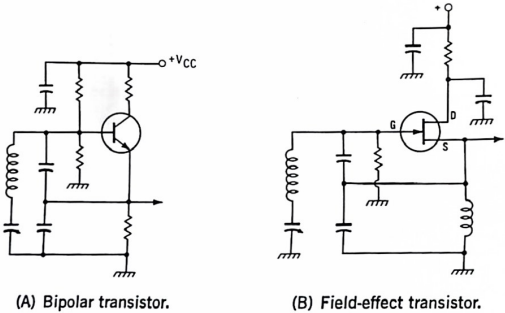 +VCC
+
G
D
S
(A) Bipolar transistor.
(B) Field-effect transistor.